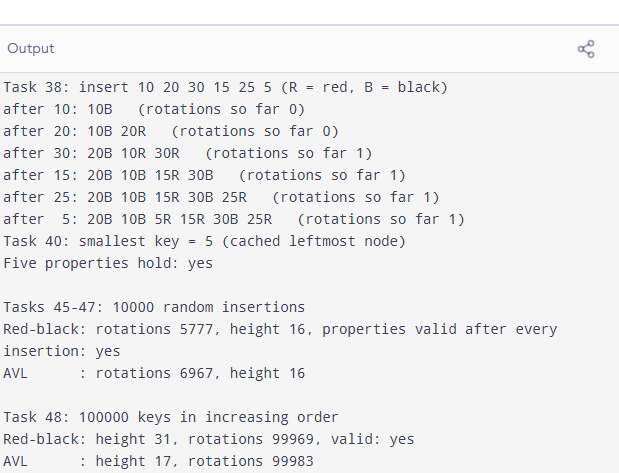 Output
Task 38: insert 10 20 30 15 25 5 (R = red, B = black)
after 10: 10B   (rotations so far 0)
after 20: 10B 20R   (rotations so far 0)
after 30: 20B 10R 30R   (rotations so far 1)
after 15: 20B 10B 15R 30B   (rotations so far 1)
after 25: 20B 10B 15R 30B 25R   (rotations so far 1)
after  5: 20B 10B 5R 15R 30B 25R   (rotations so far 1)
Task 40: smallest key = 5 (cached leftmost node)
Five properties hold: yes

Tasks 45-47: 10000 random insertions
Red-black: rotations 5777, height 16, properties valid after every
insertion: yes
AVL      : rotations 6967, height 16

Task 48: 100000 keys in increasing order
Red-black: height 31, rotations 99969, valid: yes
AVL      : height 17, rotations 99983